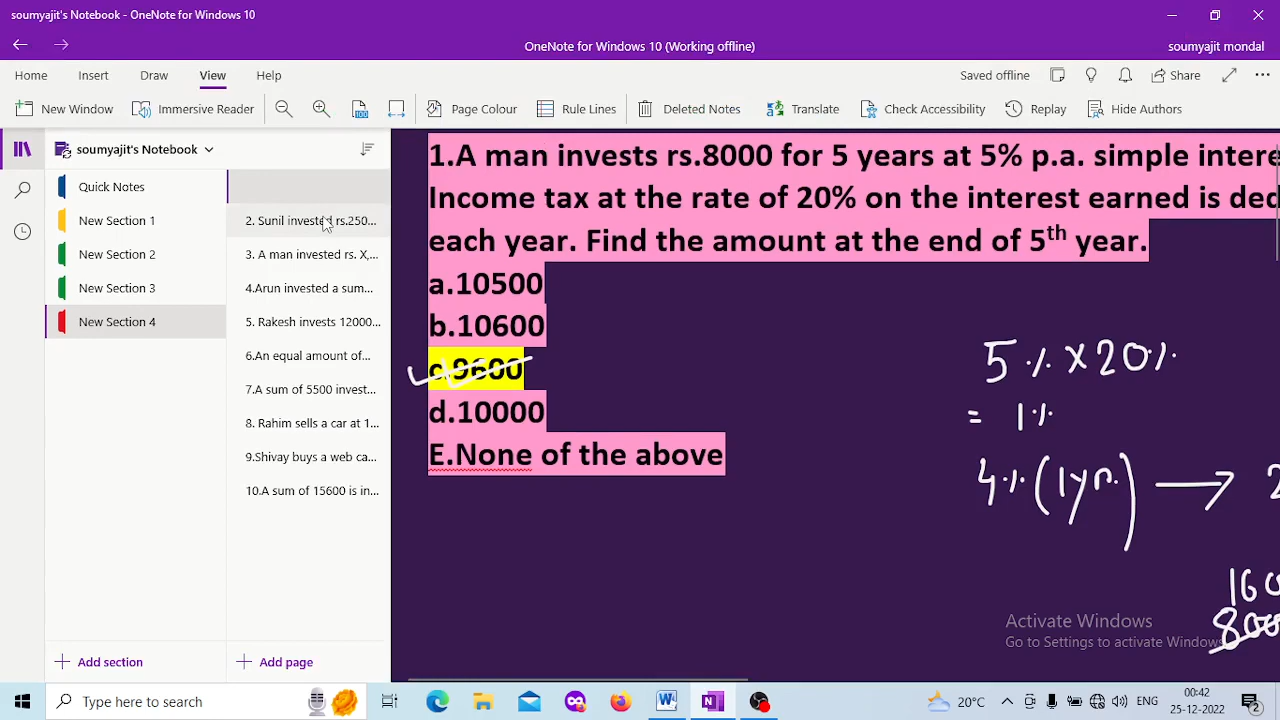 soumyajit's Notebook
OneNote for Windows 10 (Working offline)
soumyajit mondal
Home Insert Draw View Help
Saved offline
Share
New Window Immersive Reader
Page Colour Rule Lines Deleted Notes Translate Check Accessibility Replay Hide Authors
soumyajit's Notebook
Quick Notes
New Section 1
New Section 2
New Section 3
New Section 4
Add section
2. Sunil invested rs.250...
3. A man invested rs. X,...
4.Arun invested a sum...
5. Rakesh invests 12000...
6.An equal amount of...
7.A sum of 5500 invest...
8. Rahim sells a car at 1...
9.Shivay buys a web ca...
10.A sum of 15600 is in...
Add page
1.A man invests rs.8000 for 5 years at 5% p.a. simple intere
Income tax at the rate of 20% on the interest earned is ded
each year. Find the amount at the end of 5th year.
a.10500
b.10600
c.9600
d.10000
E.None of the above
5% X 20%
= 1%
4% (1yr.) → 2
160
800
Activate Windows
Go to Settings to activate Windows
Type here to search
20°C
00:42
25-12-2022
2